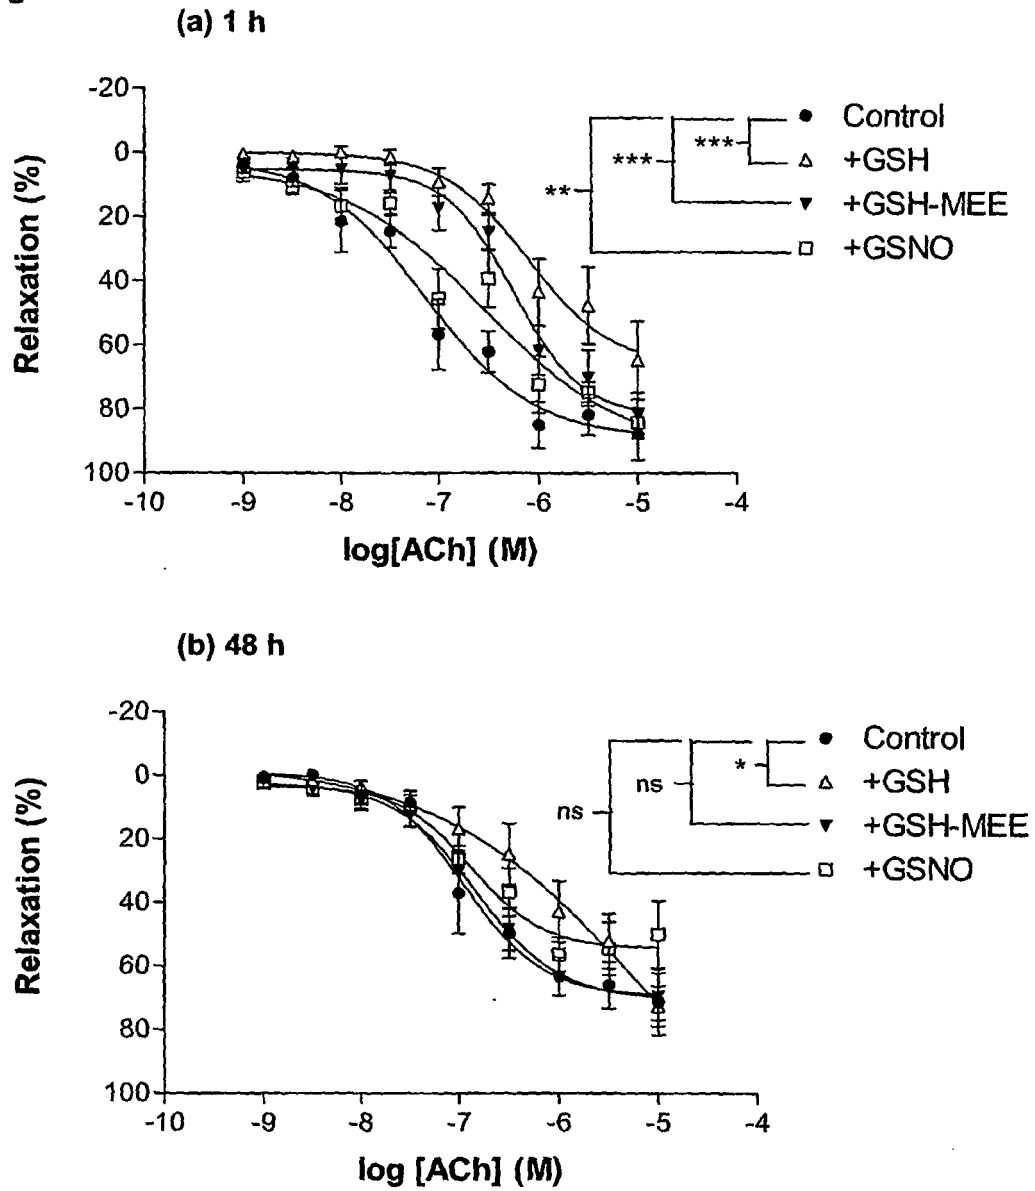 (a) 1 h
-20
0
20
40
60
80
100
Relaxation (%)
-10 -9 -8 -7 -6 -5 -4
log[ACh] (M)
** *** *** 
Control
+GSH
+GSH-MEE
+GSNO
(b) 48 h
-20
0
20
40
60
80
100
Relaxation (%)
-10 -9 -8 -7 -6 -5 -4
log [ACh] (M)
ns ns *
Control
+GSH
+GSH-MEE
+GSNO